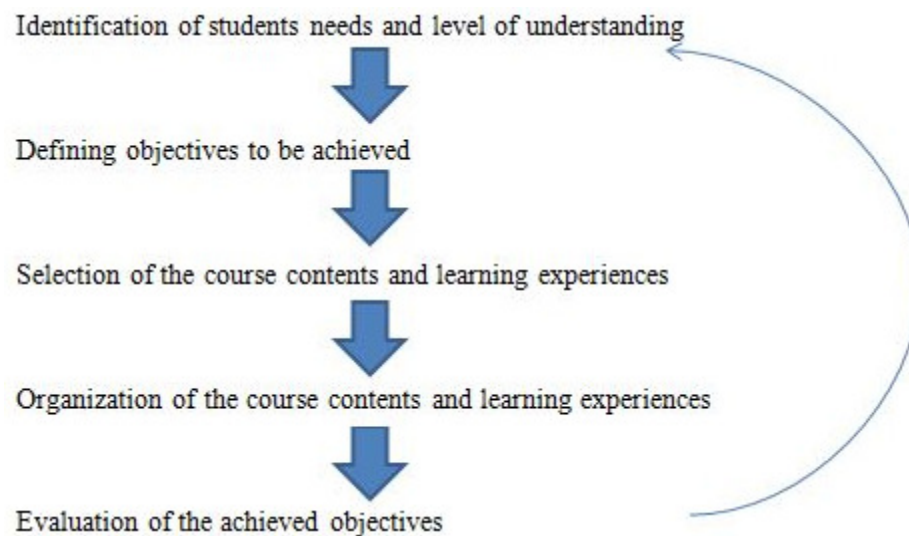 Identification of students needs and level of understanding
Defining objectives to be achieved
Selection of the course contents and learning experiences
Organization of the course contents and learning experiences
Evaluation of the achieved objectives